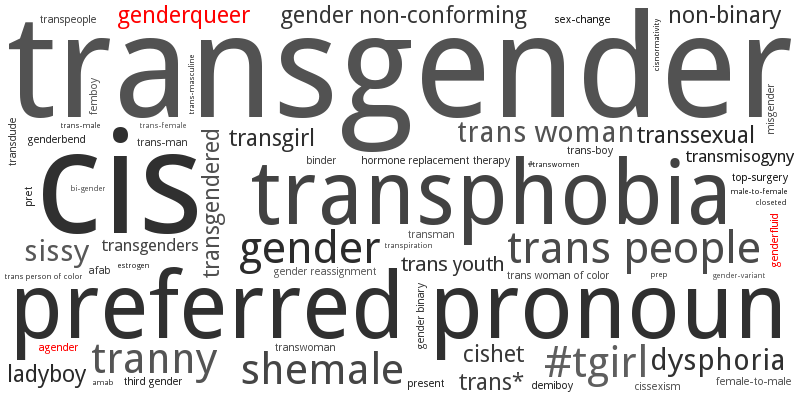 transpeople
genderqueer
gender non-conforming
sex-change
non-binary
transgender
femboy
trans-masculine
cisnormativity
misgender
transdude
trans-male
trans-female
genderbend
trans-man
transgendered
transgirl
trans woman
transsexual
trans-boy
transmisogyny
cis
binder
hormone replacement therapy
#transwomen
top-surgery
male-to-female
closeted
pret
bi-gender
transphobia
sissy
transgenders
gender
transman
transpiration
trans people
genderfluid
trans person of color
afab
estrogen
gender reassignment
trans youth
trans woman of color
prep
gender-variant
preferred pronoun
gender binary
agender
tranny
transwoman
cishet
#tgirl
dysphoria
ladyboy
amab
third gender
shemale
present
trans*
demiboy
cissexism
female-to-male